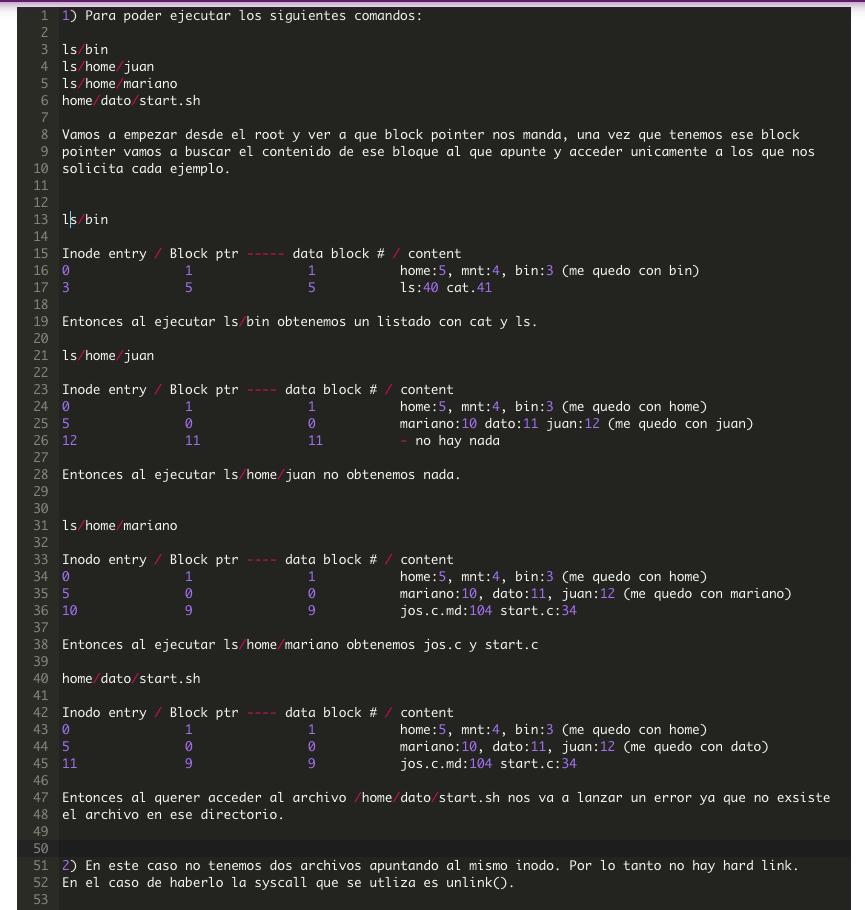 1 1) Para poder ejecutar los siguientes comandos:
2
3 ls/bin
4 ls/home/juan
5 ls/home/mariano
6 home/dato/start.sh
7
8 Vamos a empezar desde el root y ver a que block pointer nos manda, una vez que tenemos ese block
9 pointer vamos a buscar el contenido de ese bloque al que apunte y acceder unicamente a los que nos
10 solicita cada ejemplo.
11
12
13 ls/bin
14
15 Inode entry / Block ptr ----- data block # / content
16 0 1 1 home:5, mnt:4, bin:3 (me quedo con bin)
17 3 5 5 ls:40 cat.41
18
19 Entonces al ejecutar ls/bin obtenemos un listado con cat y ls.
20
21 ls/home/juan
22
23 Inode entry / Block ptr ---- data block # / content
24 0 1 1 home:5, mnt:4, bin:3 (me quedo con home)
25 5 0 0 mariano:10 dato:11 juan:12 (me quedo con juan)
26 12 11 11 - no hay nada
27
28 Entonces al ejecutar ls/home/juan no obtenemos nada.
29
30
31 ls/home/mariano
32
33 Inodo entry / Block ptr ---- data block # / content
34 0 1 1 home:5, mnt:4, bin:3 (me quedo con home)
35 5 0 0 mariano:10, dato:11, juan:12 (me quedo con mariano)
36 10 9 9 jos.c.md:104 start.c:34
37
38 Entonces al ejecutar ls/home/mariano obtenemos jos.c y start.c
39
40 home/dato/start.sh
41
42 Inodo entry / Block ptr ---- data block # / content
43 0 1 1 home:5, mnt:4, bin:3 (me quedo con home)
44 5 0 0 mariano:10, dato:11, juan:12 (me quedo con dato)
45 11 9 9 jos.c.md:104 start.c:34
46
47 Entonces al querer acceder al archivo /home/dato/start.sh nos va a lanzar un error ya que no exsiste
48 el archivo en ese directorio.
49
50
51 2) En este caso no tenemos dos archivos apuntando al mismo inodo. Por lo tanto no hay hard link.
52 En el caso de haberlo la syscall que se utliza es unlink().
53